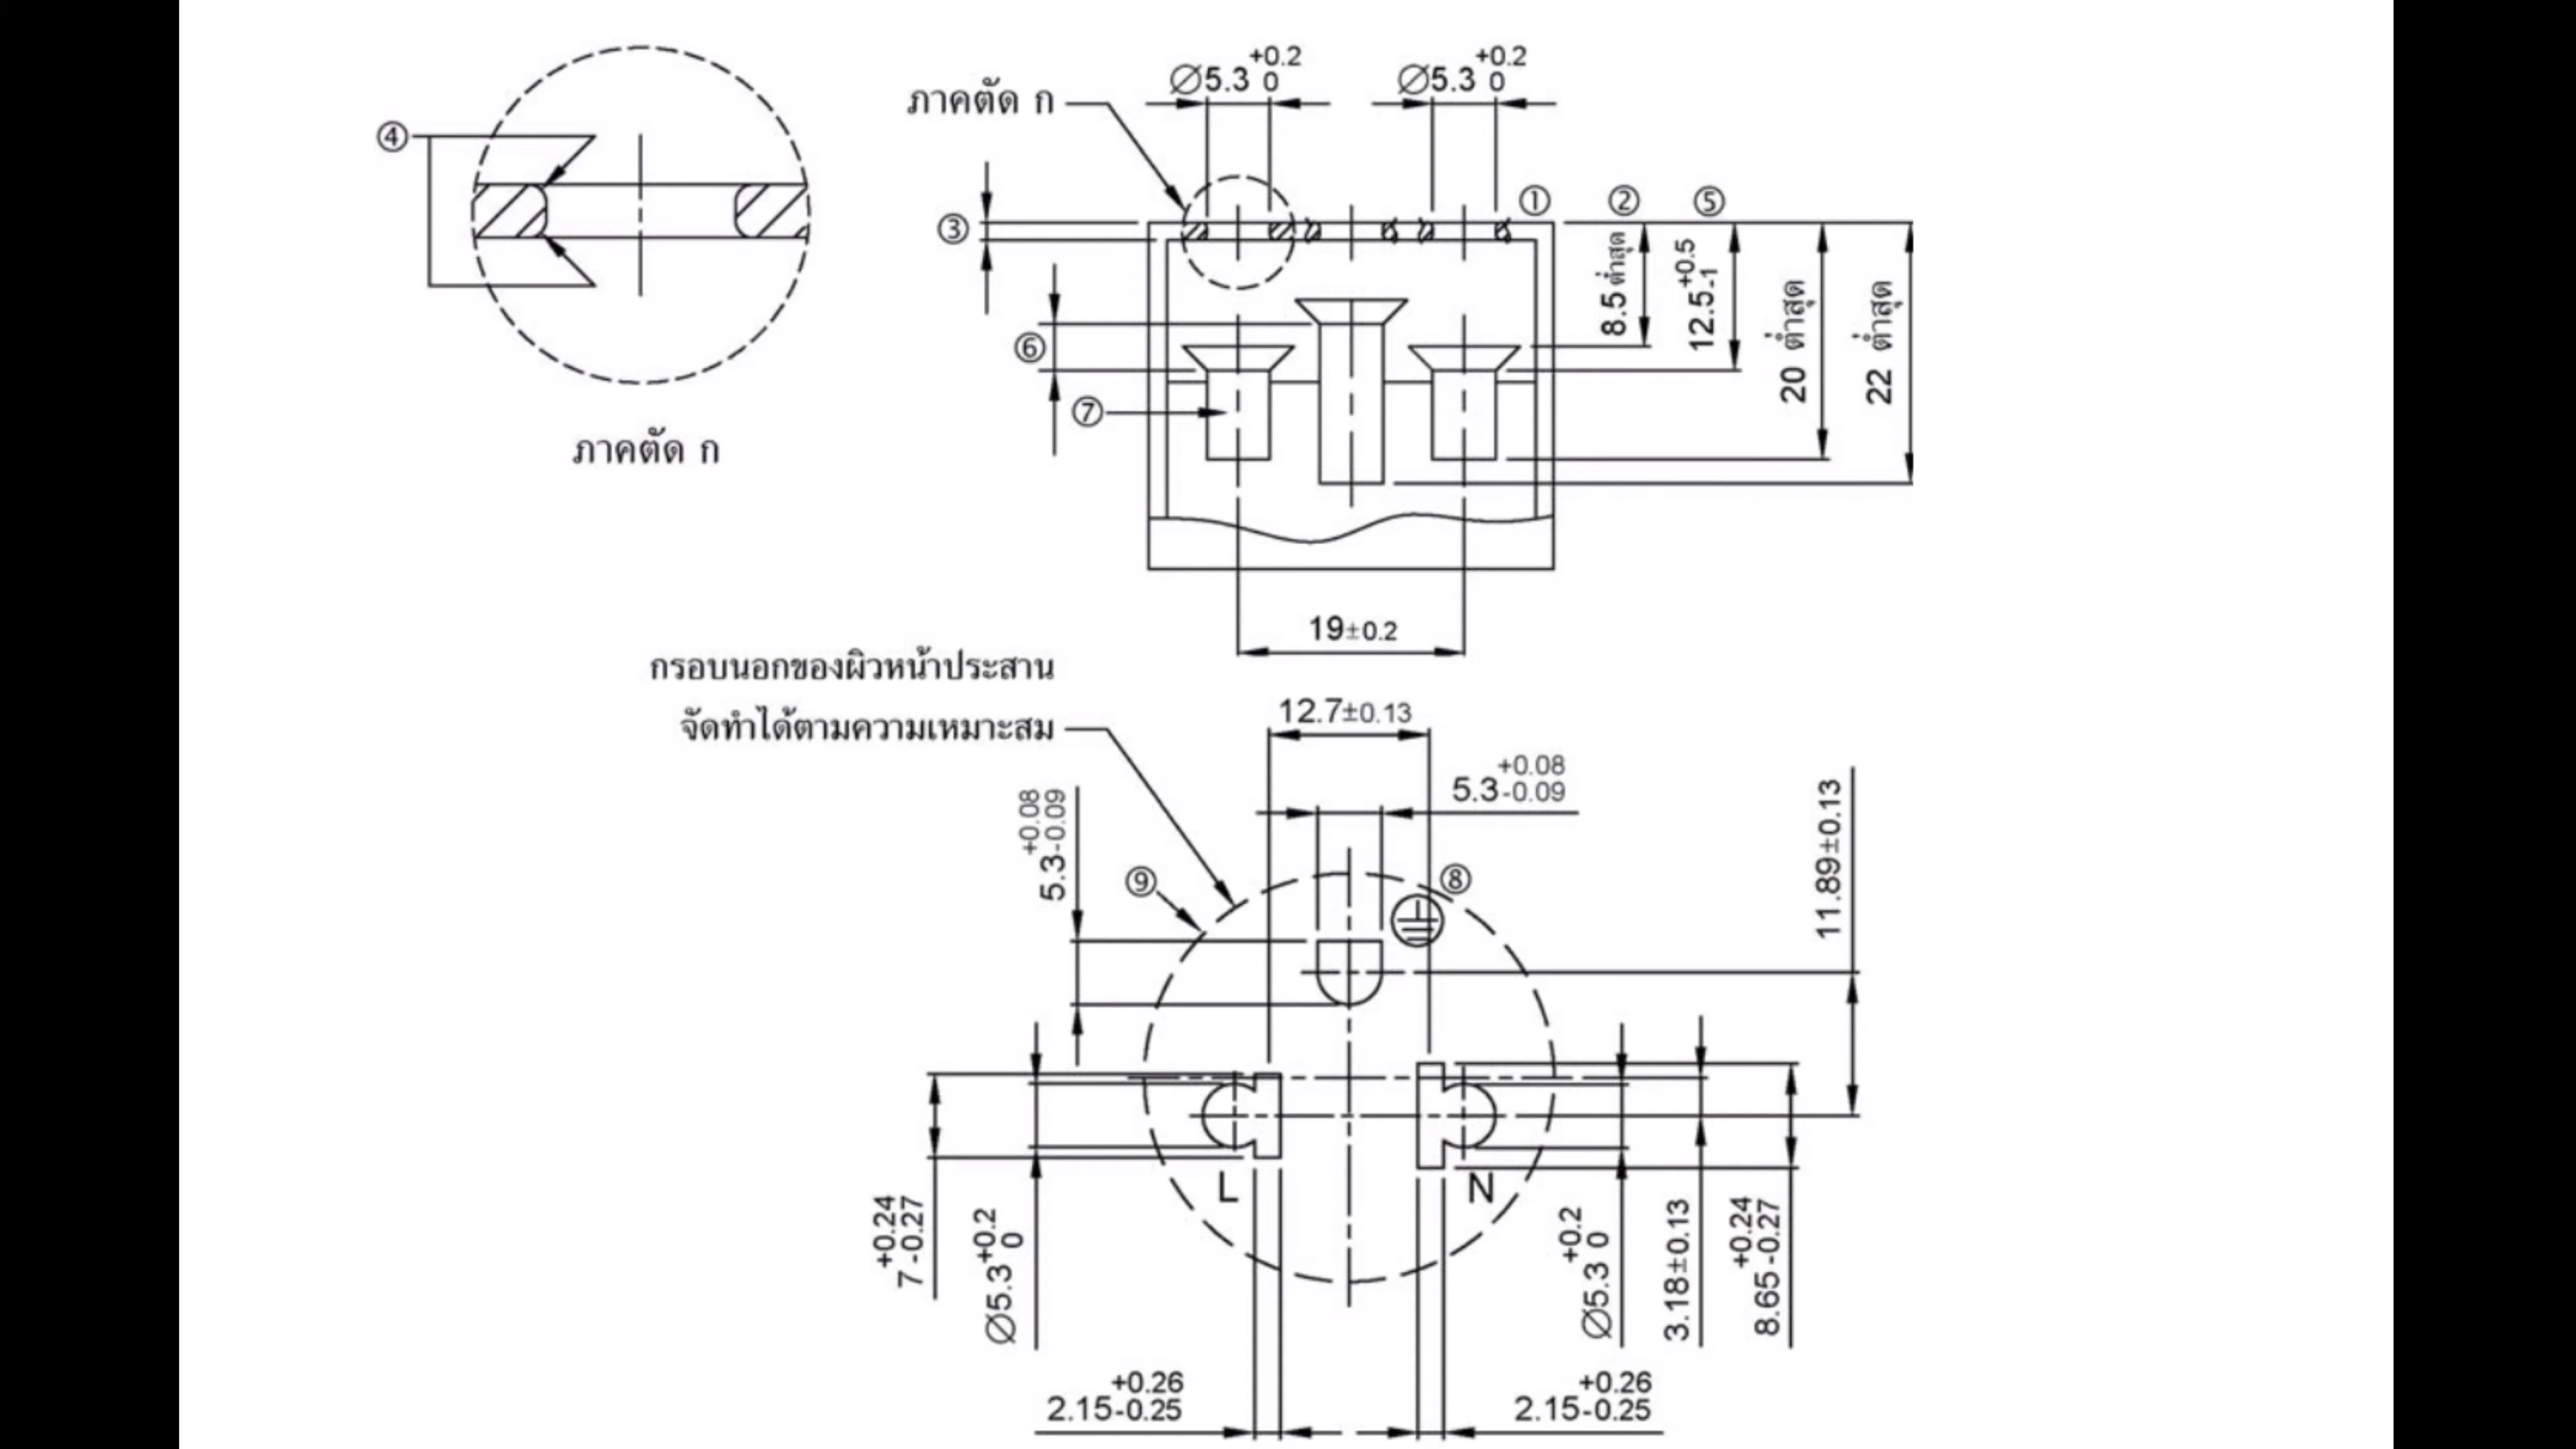 ④
ภาคตัด ก
ภาคตัด ก
∅5.3 +0.2 0
∅5.3 +0.2 0
①
②
⑤
③
⑥
⑦
8.5 ต่ำสุด
12.5 +0.5 -1
20 ต่ำสุด
22 ต่ำสุด
19±0.2
กรอบนอกของผิวหน้าประสาน
จัดทำได้ตามความเหมาะสม
12.7±0.13
5.3 +0.08 -0.09
5.3 +0.08 -0.09
⑨
⑧
11.89±0.13
L
N
7 +0.24 -0.27
∅5.3 +0.2 0
∅5.3 +0.2 0
3.18±0.13
8.65 +0.24 -0.27
2.15 +0.26 -0.25
2.15 +0.26 -0.25